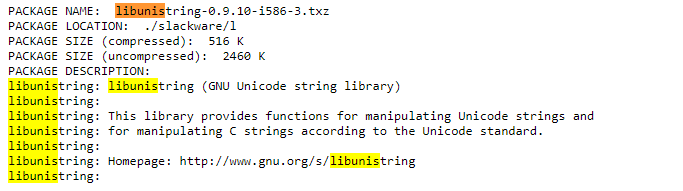 PACKAGE NAME:  libunistring-0.9.10-i586-3.txz
PACKAGE LOCATION:  ./slackware/l
PACKAGE SIZE (compressed):  516 K
PACKAGE SIZE (uncompressed):  2460 K
PACKAGE DESCRIPTION:
libunistring: libunistring (GNU Unicode string library)
libunistring:
libunistring: This library provides functions for manipulating Unicode strings and
libunistring: for manipulating C strings according to the Unicode standard.
libunistring:
libunistring: Homepage: http://www.gnu.org/s/libunistring
libunistring: